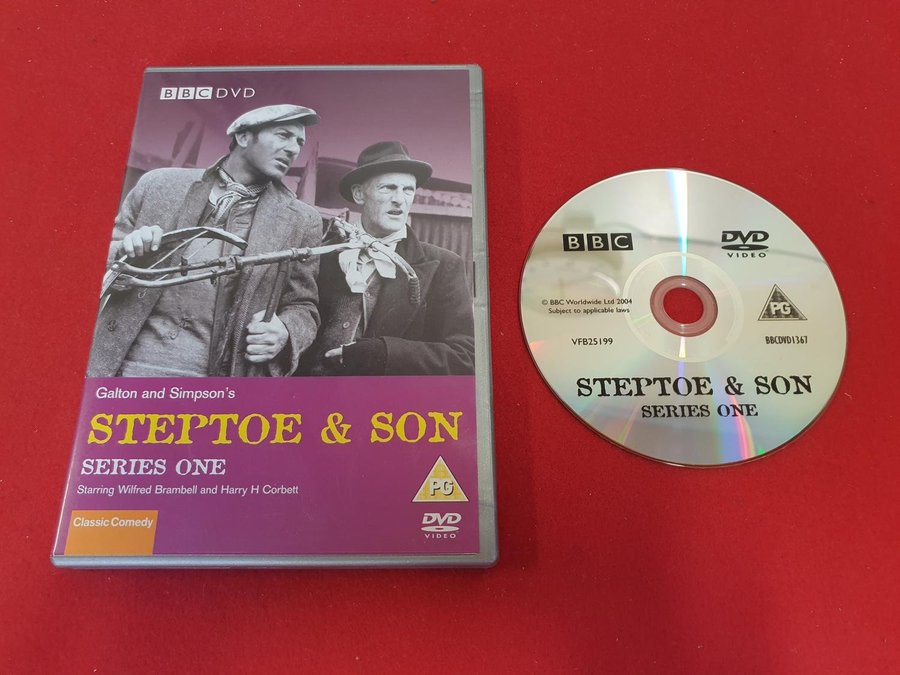 BBC DVD
Galton and Simpson's
STEPTOE & SON
SERIES ONE
Starring Wilfred Brambell and Harry H Corbett
PG
Classic Comedy
DVD
VIDEO
BBC
DVD
VIDEO
© BBC Worldwide Ltd 2004
Subject to applicable laws
PG
VFB25199
BBCDVD1367
STEPTOE & SON
SERIES ONE